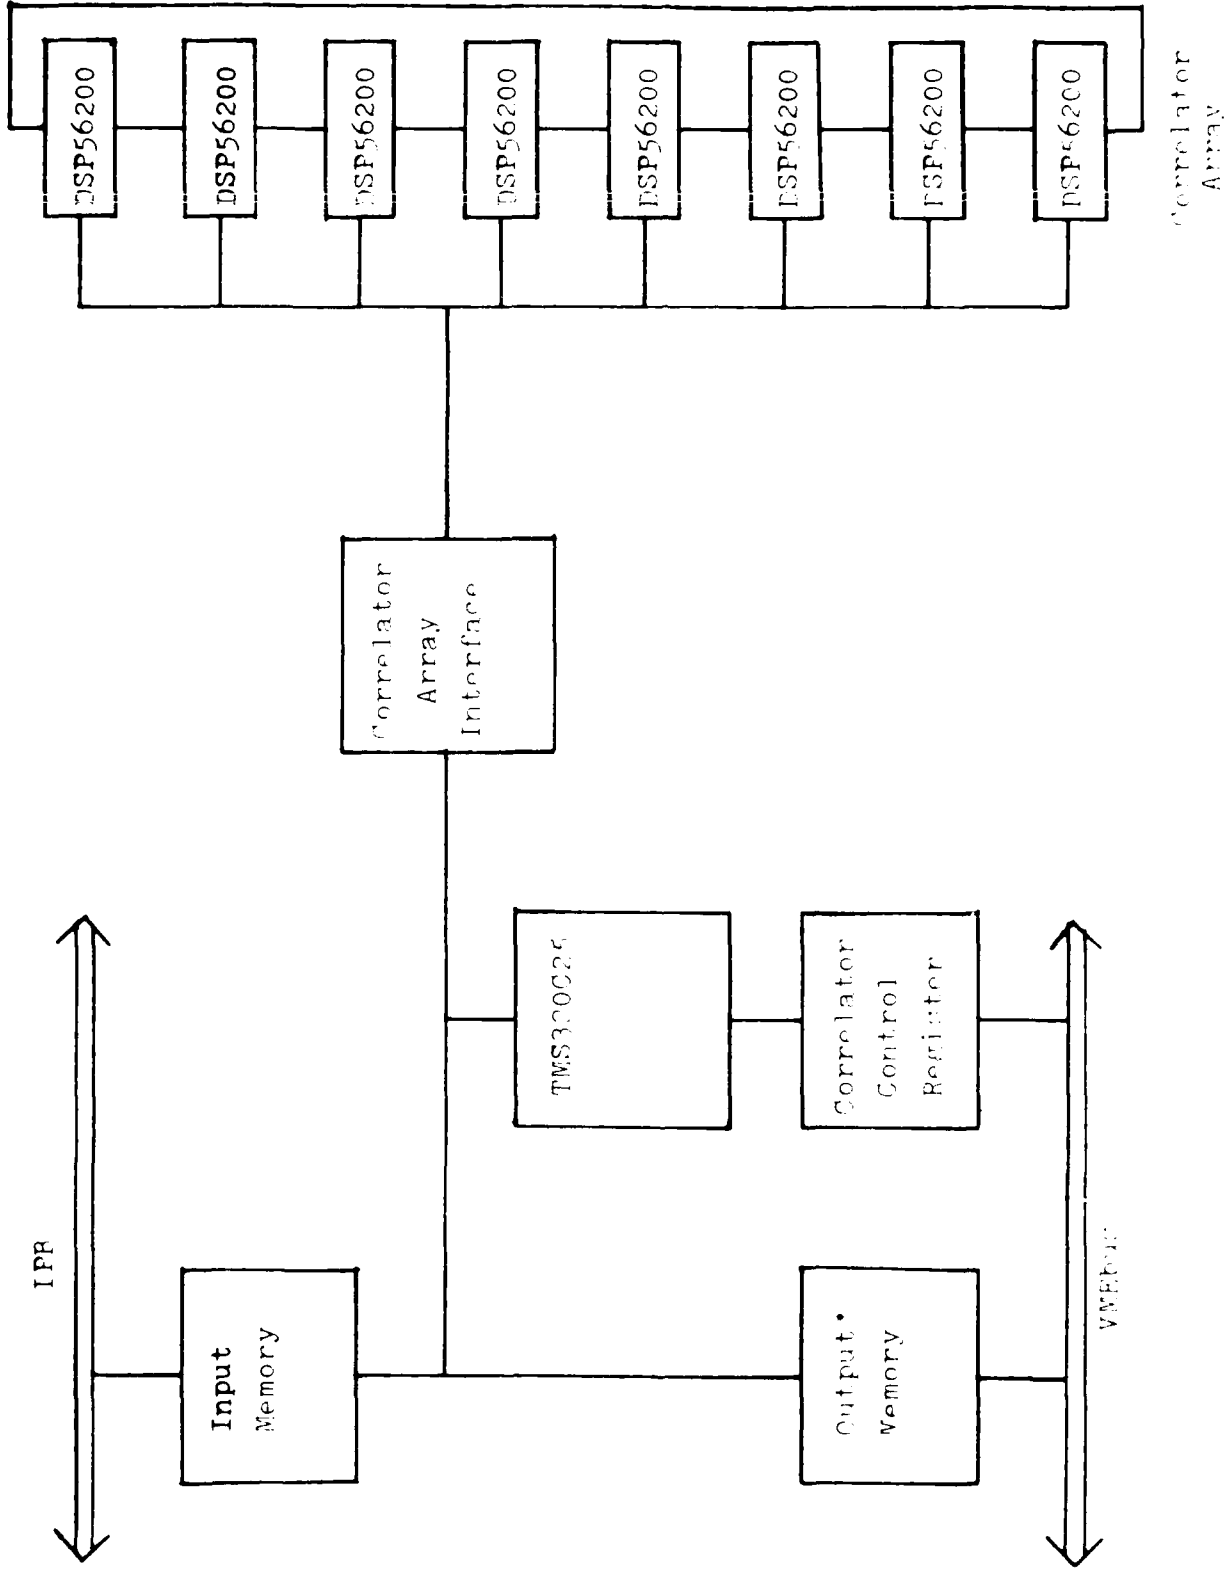 IPB
Input
Memory
Output
Memory
VMEbus
TMS320C25
Correlator
Control
Register
Correlator
Array
Interface
DSP56200
DSP56200
DSP56200
DSP56200
DSP56200
DSP56200
DSP56200
DSP56200
Correlator
Array